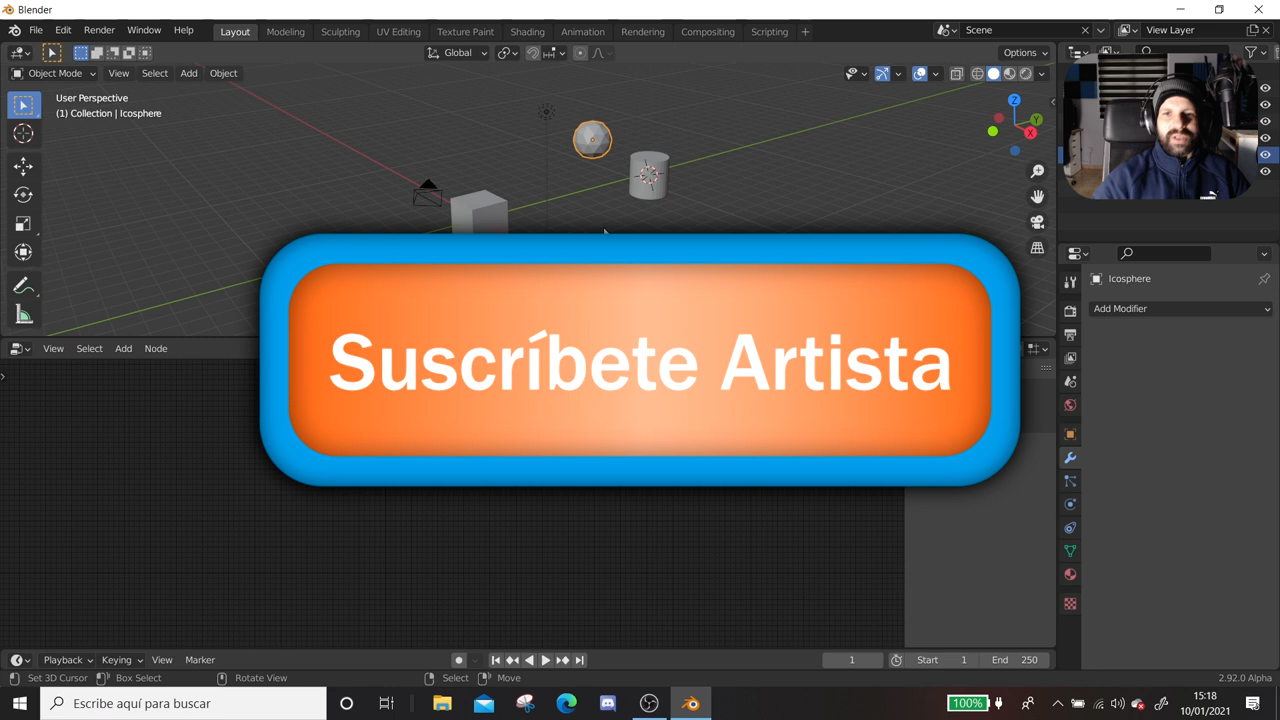 Blender
File Edit Render Window Help
Layout Modeling Sculpting UV Editing Texture Paint Shading Animation Rendering Compositing Scripting +
Scene
View Layer
Global
Options
Object Mode View Select Add Object
User Perspective
(1) Collection | Icosphere
Z
Y
X
Suscríbete Artista
View Select Add Node
Icosphere
Add Modifier
Playback Keying View Marker
1
Start 1
End 250
Set 3D Cursor Box Select Rotate View Select Move
2.92.0 Alpha
Escribe aquí para buscar
100%
15:18
10/01/2021